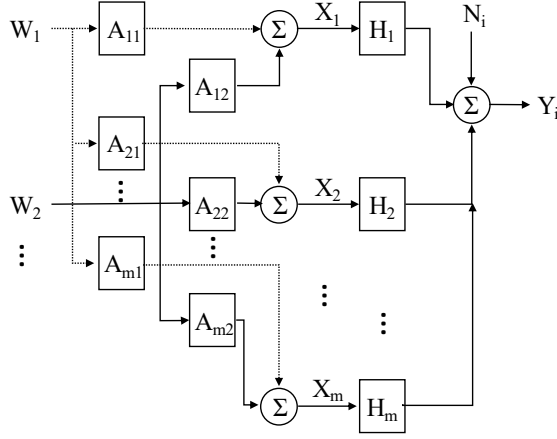 W₁ A₁₁ Σ X₁ H₁ Nᵢ
A₁₂ Σ Yᵢ
A₂₁
W₂ A₂₂ Σ X₂ H₂
Aₘ₁
Aₘ₂
Σ Xₘ Hₘ